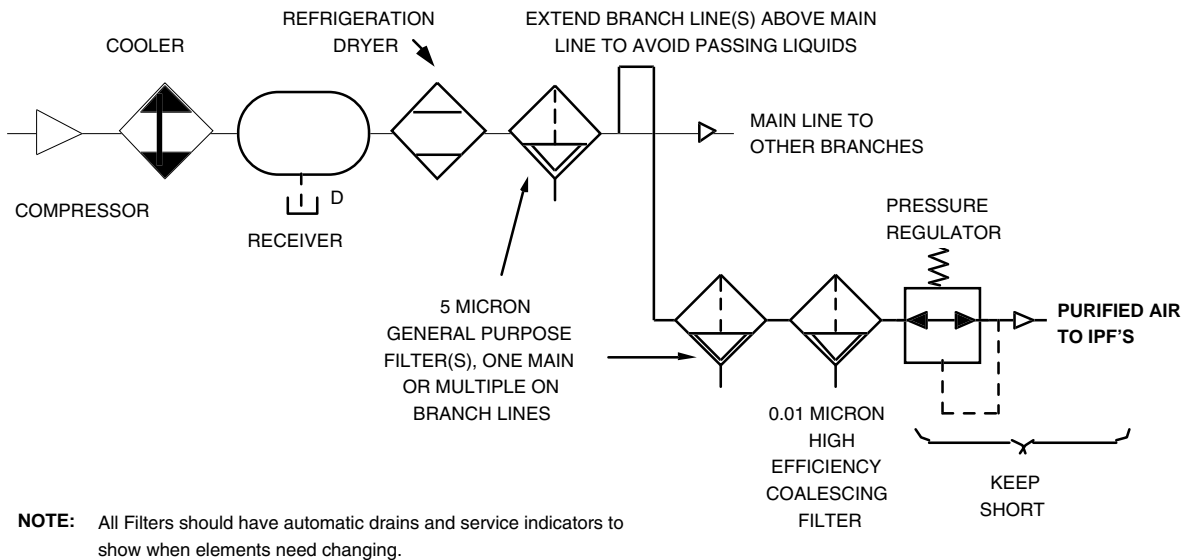 REFRIGERATION
DRYER
EXTEND BRANCH LINE(S) ABOVE MAIN
LINE TO AVOID PASSING LIQUIDS
COOLER
MAIN LINE TO
OTHER BRANCHES
COMPRESSOR
D
RECEIVER
PRESSURE
REGULATOR
5 MICRON
GENERAL PURPOSE
FILTER(S), ONE MAIN
OR MULTIPLE ON
BRANCH LINES
PURIFIED AIR
TO IPF'S
0.01 MICRON
HIGH
EFFICIENCY
COALESCING
FILTER
KEEP
SHORT
NOTE: All Filters should have automatic drains and service indicators to
show when elements need changing.